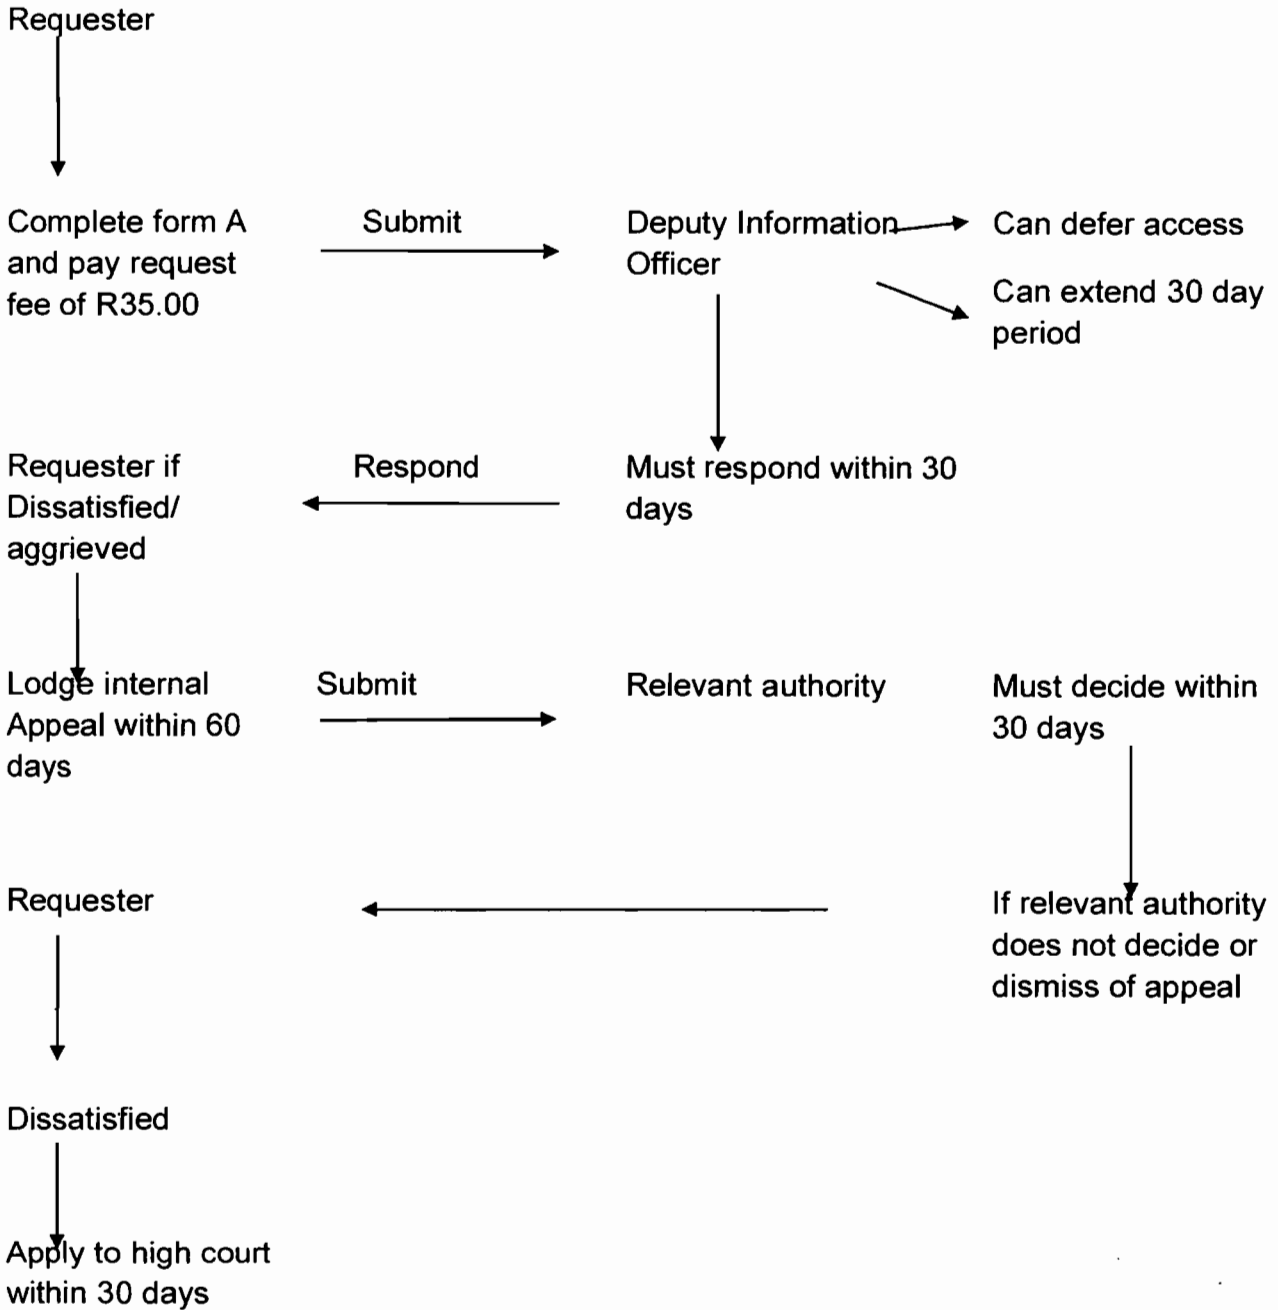 Requester
Complete form A
and pay request
fee of R35.00
Submit
Deputy Information
Officer
Can defer access
Can extend 30 day
period
Requester if
Dissatisfied/
aggrieved
Respond
Must respond within 30
days
Lodge internal
Appeal within 60
days
Submit
Relevant authority
Must decide within
30 days
Requester
If relevant authority
does not decide or
dismiss of appeal
Dissatisfied
Apply to high court
within 30 days